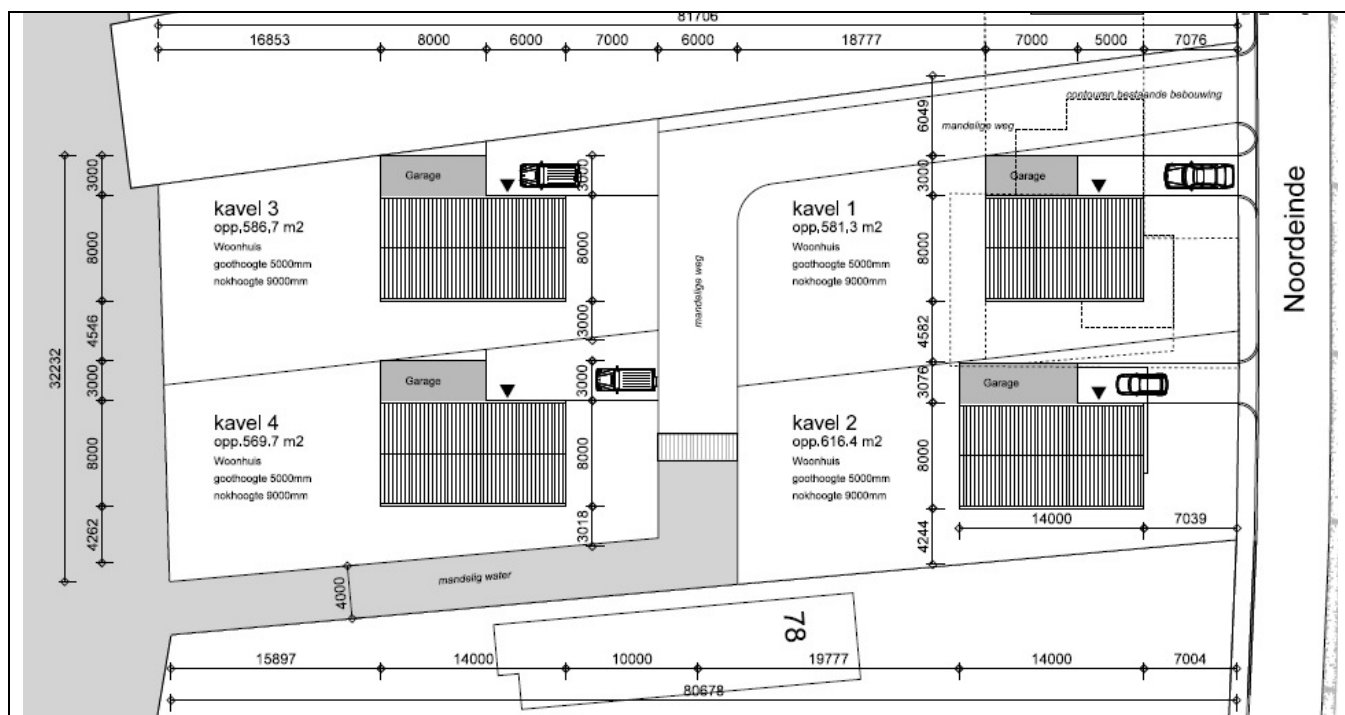 81706
16853
8000
6000
7000
6000
18777
7000
5000
7076
contouren bestaande bebouwing
mandelige weg
6049
3000
Garage
3000
3000
Garage
Noordeinde
kavel 3
opp,586,7 m2
Woonhuis
goothoogte 5000mm
nokhoogte 9000mm
8000
8000
mandelige weg
kavel 1
opp,581,3 m2
Woonhuis
goothoogte 5000mm
nokhoogte 9000mm
8000
32232
4546
3000
4582
3000
Garage
3000
3076
Garage
kavel 4
opp.569.7 m2
Woonhuis
goothoogte 5000mm
nokhoogte 9000mm
8000
8000
kavel 2
opp.616.4 m2
Woonhuis
goothoogte 5000mm
nokhoogte 9000mm
8000
4262
3018
4244
14000
7039
mandelig water
4000
78
15897
14000
10000
19777
14000
7004
80678